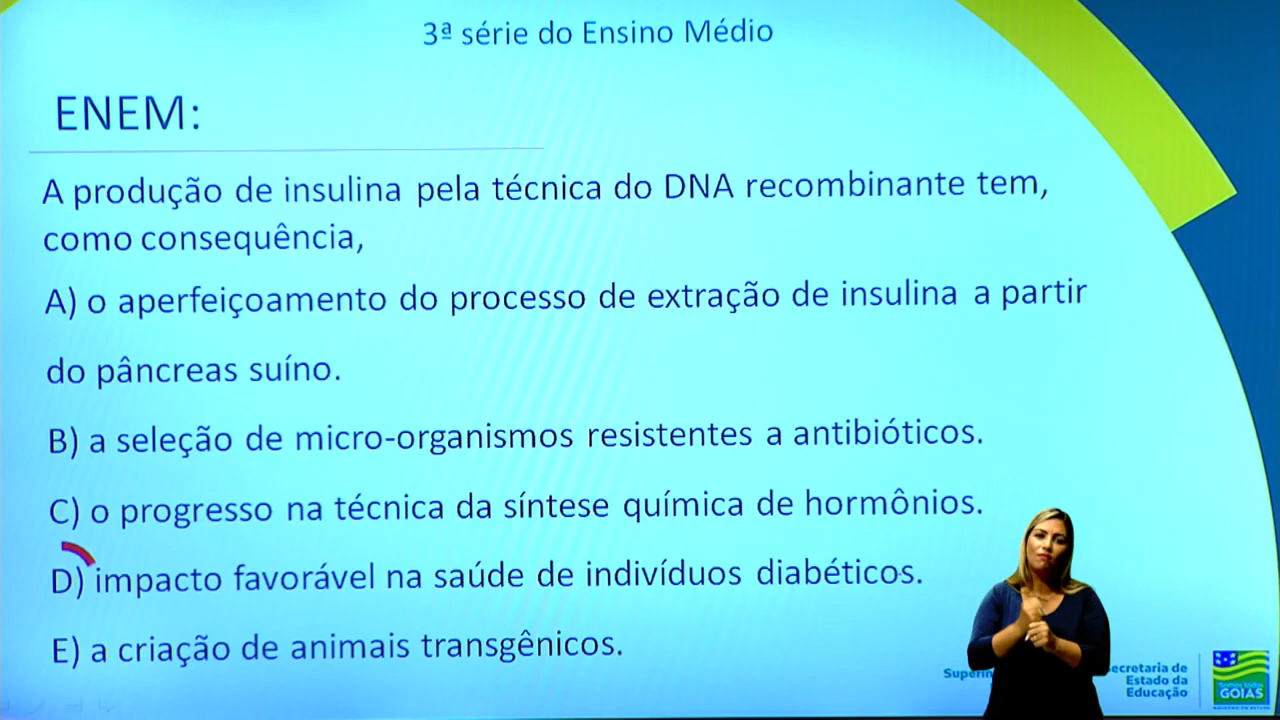 3ª série do Ensino Médio
ENEM:
A produção de insulina pela técnica do DNA recombinante tem,
como consequência,
A) o aperfeiçoamento do processo de extração de insulina a partir
do pâncreas suíno.
B) a seleção de micro-organismos resistentes a antibióticos.
C) o progresso na técnica da síntese química de hormônios.
D) impacto favorável na saúde de indivíduos diabéticos.
E) a criação de animais transgênicos.
Superin
ecretaria de
Estado da
Educação
GOIÁS